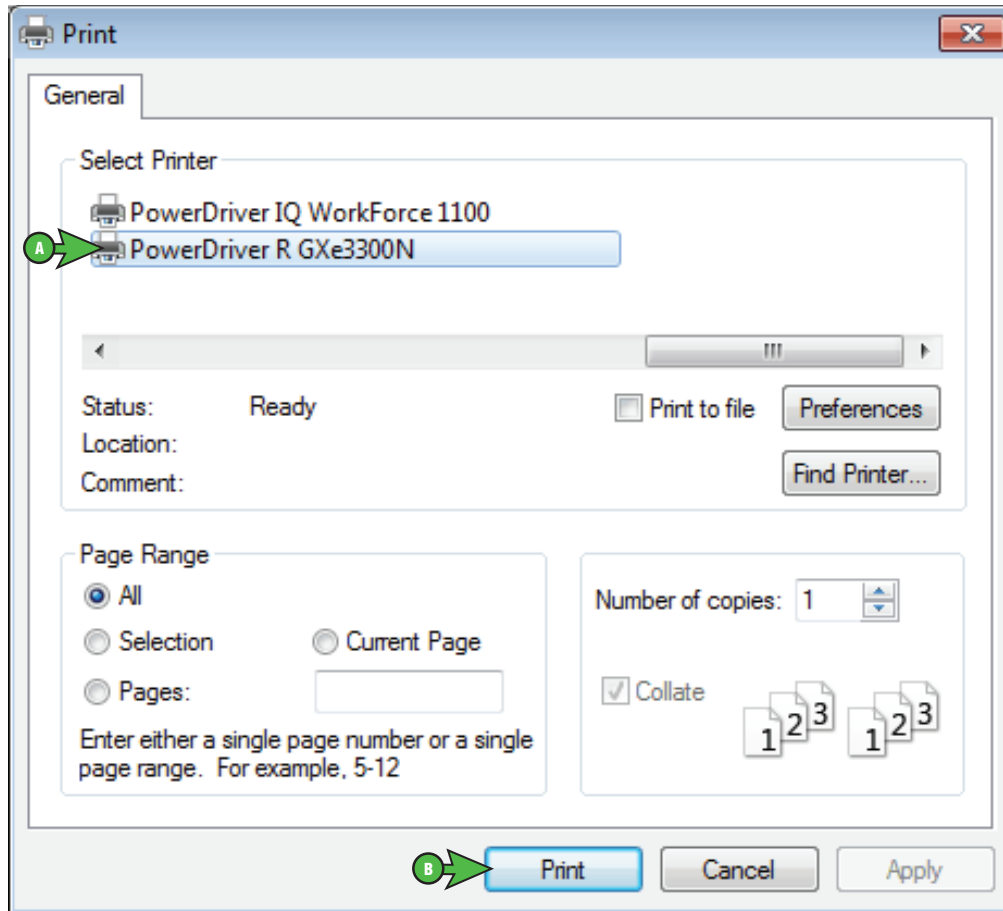 Print
General
Select Printer
PowerDriver IQ WorkForce 1100
A
PowerDriver R GXe3300N
Status: Ready
Print to file
Preferences
Location:
Comment:
Find Printer...
Page Range
All
Selection
Current Page
Pages:
Enter either a single page number or a single
page range. For example, 5-12
Number of copies: 1
Collate
1 2 3 1 2 3
B
Print
Cancel
Apply